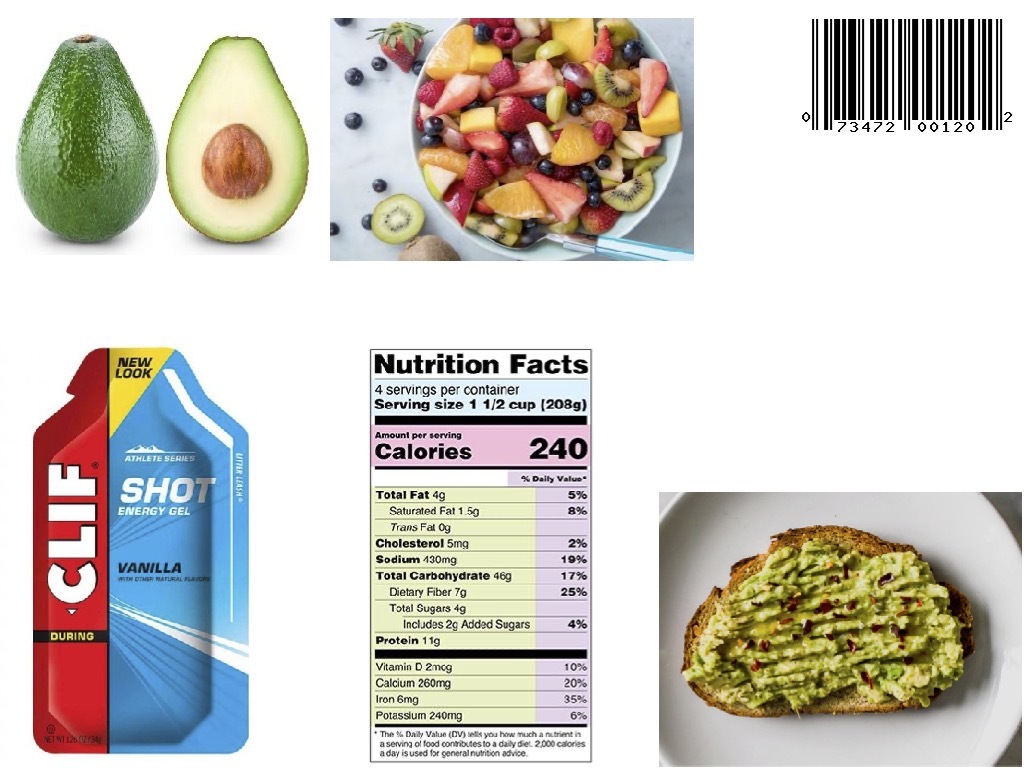 0 73472 00120 2
NEW
LOOK
ATHLETE SERIES
SHOT
ENERGY GEL
VANILLA
WITH OTHER NATURAL FLAVORS
CLIF
DURING
LITTER LEASH
Nutrition Facts
4 servings per container
Serving size 1 1/2 cup (208g)
Amount per serving
Calories 240
% Daily Value*
Total Fat 4g 5%
Saturated Fat 1.5g 8%
Trans Fat 0g
Cholesterol 5mg 2%
Sodium 430mg 19%
Total Carbohydrate 46g 17%
Dietary Fiber 7g 25%
Total Sugars 4g
Includes 2g Added Sugars 4%
Protein 11g
Vitamin D 2mcg 10%
Calcium 260mg 20%
Iron 6mg 35%
Potassium 240mg 6%
* The % Daily Value (DV) tells you how much a nutrient in
a serving of food contributes to a daily diet. 2,000 calories
a day is used for general nutrition advice.